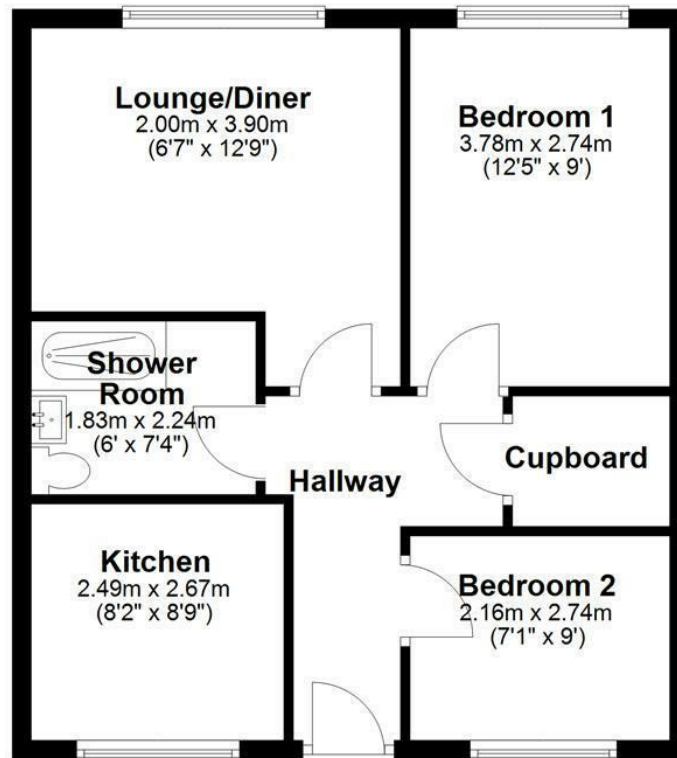 Lounge/Diner
2.00m x 3.90m
(6'7" x 12'9")
Bedroom 1
3.78m x 2.74m
(12'5" x 9')
Shower
Room
1.83m x 2.24m
(6' x 7'4")
Hallway
Cupboard
Kitchen
2.49m x 2.67m
(8'2" x 8'9")
Bedroom 2
2.16m x 2.74m
(7'1" x 9')